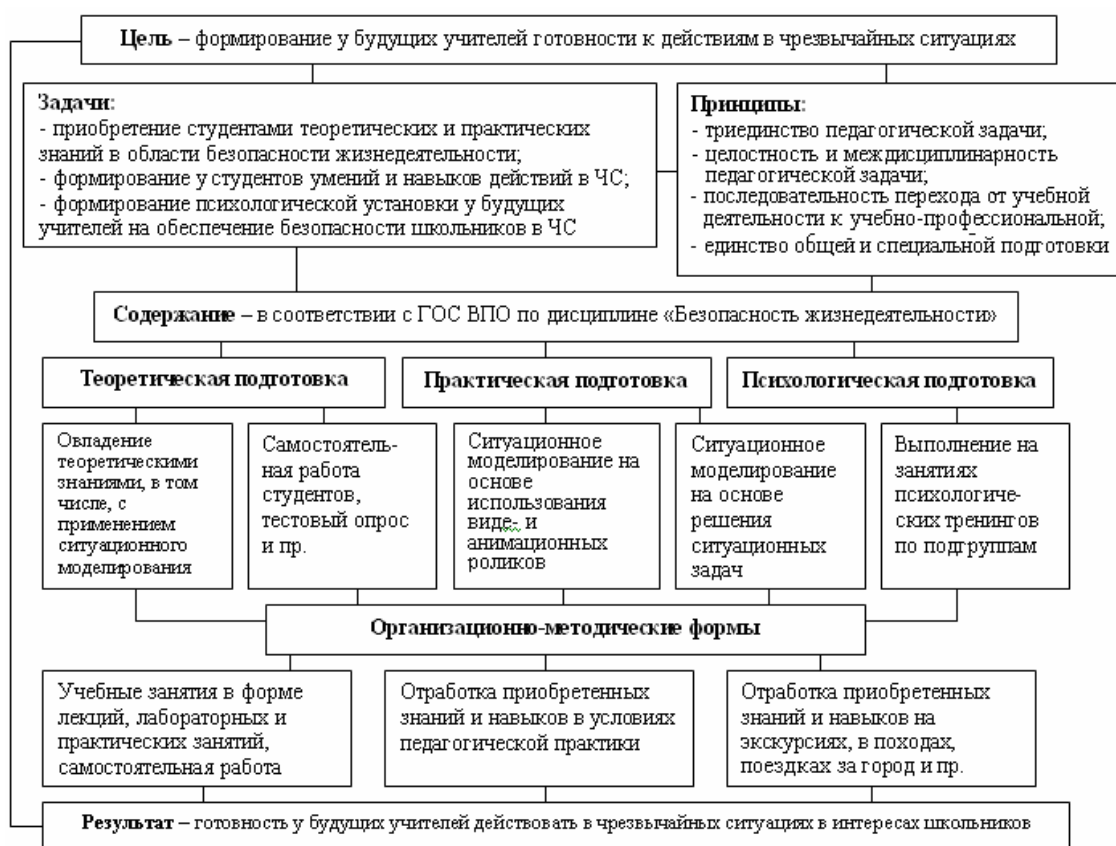 Цель – формирование у будущих учителей готовности к действиям в чрезвычайных ситуациях
Задачи:
- приобретение студентами теоретических и практических
знаний в области безопасности жизнедеятельности;
- формирование у студентов умений и навыков действий в ЧС;
- формирование психологической установки у будущих
учителей на обеспечение безопасности школьников в ЧС
Принципы:
- триединство педагогической задачи;
- целостность и междисциплинарность
педагогической задачи;
- последовательность перехода от учебной
деятельности к учебно-профессиональной;
- единство общей и специальной подготовки
Содержание – в соответствии с ГОС ВПО по дисциплине «Безопасность жизнедеятельности»
Теоретическая подготовка
Практическая подготовка
Психологическая подготовка
Овладение
теоретическими
знаниями, в том
числе, с
применением
ситуационного
моделирования
Самостоятель-
ная работа
студентов,
тестовый опрос
и пр.
Ситуационное
моделирование на
основе
использования
виде- и
анимационных
роликов
Ситуационное
моделирование
на основе
решения
ситуационных
задач
Выполнение на
занятиях
психологиче-
ских тренингов
по подгруппам
Организационно-методические формы
Учебные занятия в форме
лекций, лабораторных и
практических занятий,
самостоятельная работа
Отработка приобретенных
знаний и навыков в условиях
педагогической практики
Отработка приобретенных
знаний и навыков на
экскурсиях, в походах,
поездках за город и пр.
Результат – готовность у будущих учителей действовать в чрезвычайных ситуациях в интересах школьников